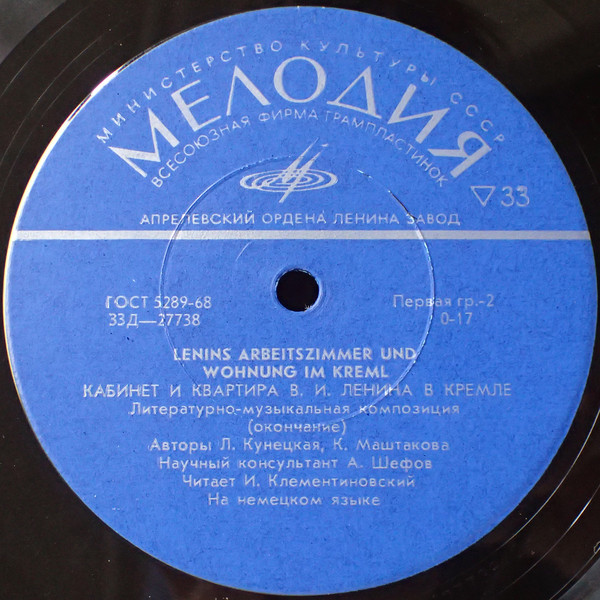 МИНИСТЕРСТВО КУЛЬТУРЫ СССР
МЕЛОДИЯ
ВСЕСОЮЗНАЯ ФИРМА ГРАМПЛАСТИНОК
33
АПРЕЛЕВСКИЙ ОРДЕНА ЛЕНИНА ЗАВОД
ГОСТ 5289-68
33Д—27738
Первая гр.-2
0-17
LENINS ARBEITSZIMMER UND
WOHNUNG IM KREML
КАБИНЕТ И КВАРТИРА В. И. ЛЕНИНА В КРЕМЛЕ
Литературно-музыкальная композиция
(окончание)
Авторы Л. Кунецкая, К. Маштакова
Научный консультант А. Шефов
Читает И. Клементиновский
На немецком языке